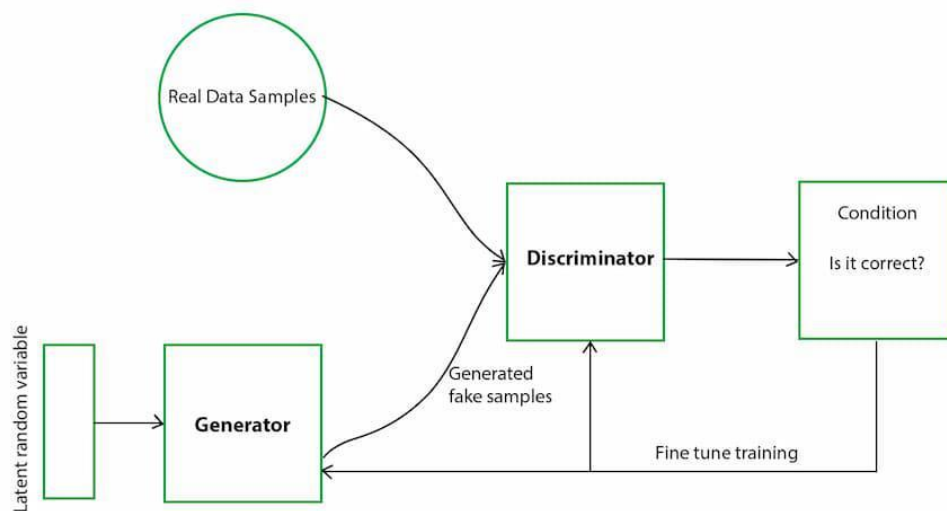 Real Data Samples
Discriminator
Condition
Is it correct?
Latent random variable
Generator
Generated
fake samples
Fine tune training